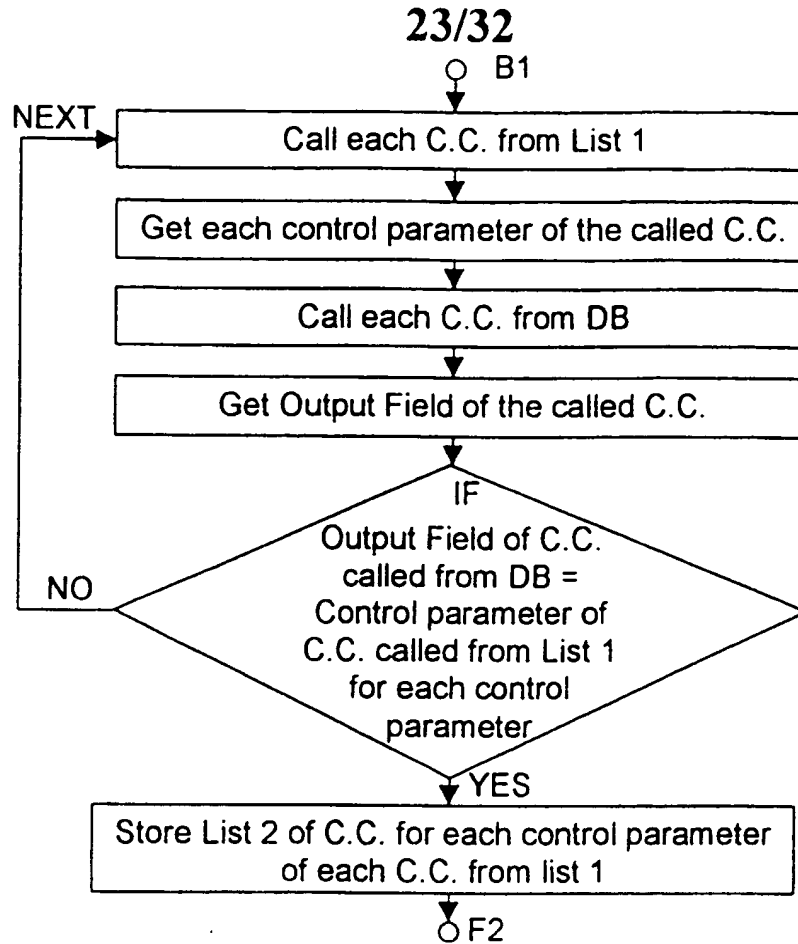 23/32
B1
NEXT
Call each C.C. from List 1
Get each control parameter of the called C.C.
Call each C.C. from DB
Get Output Field of the called C.C.
IF
Output Field of C.C.
called from DB =
Control parameter of
C.C. called from List 1
for each control
parameter
NO
YES
Store List 2 of C.C. for each control parameter
of each C.C. from list 1
F2